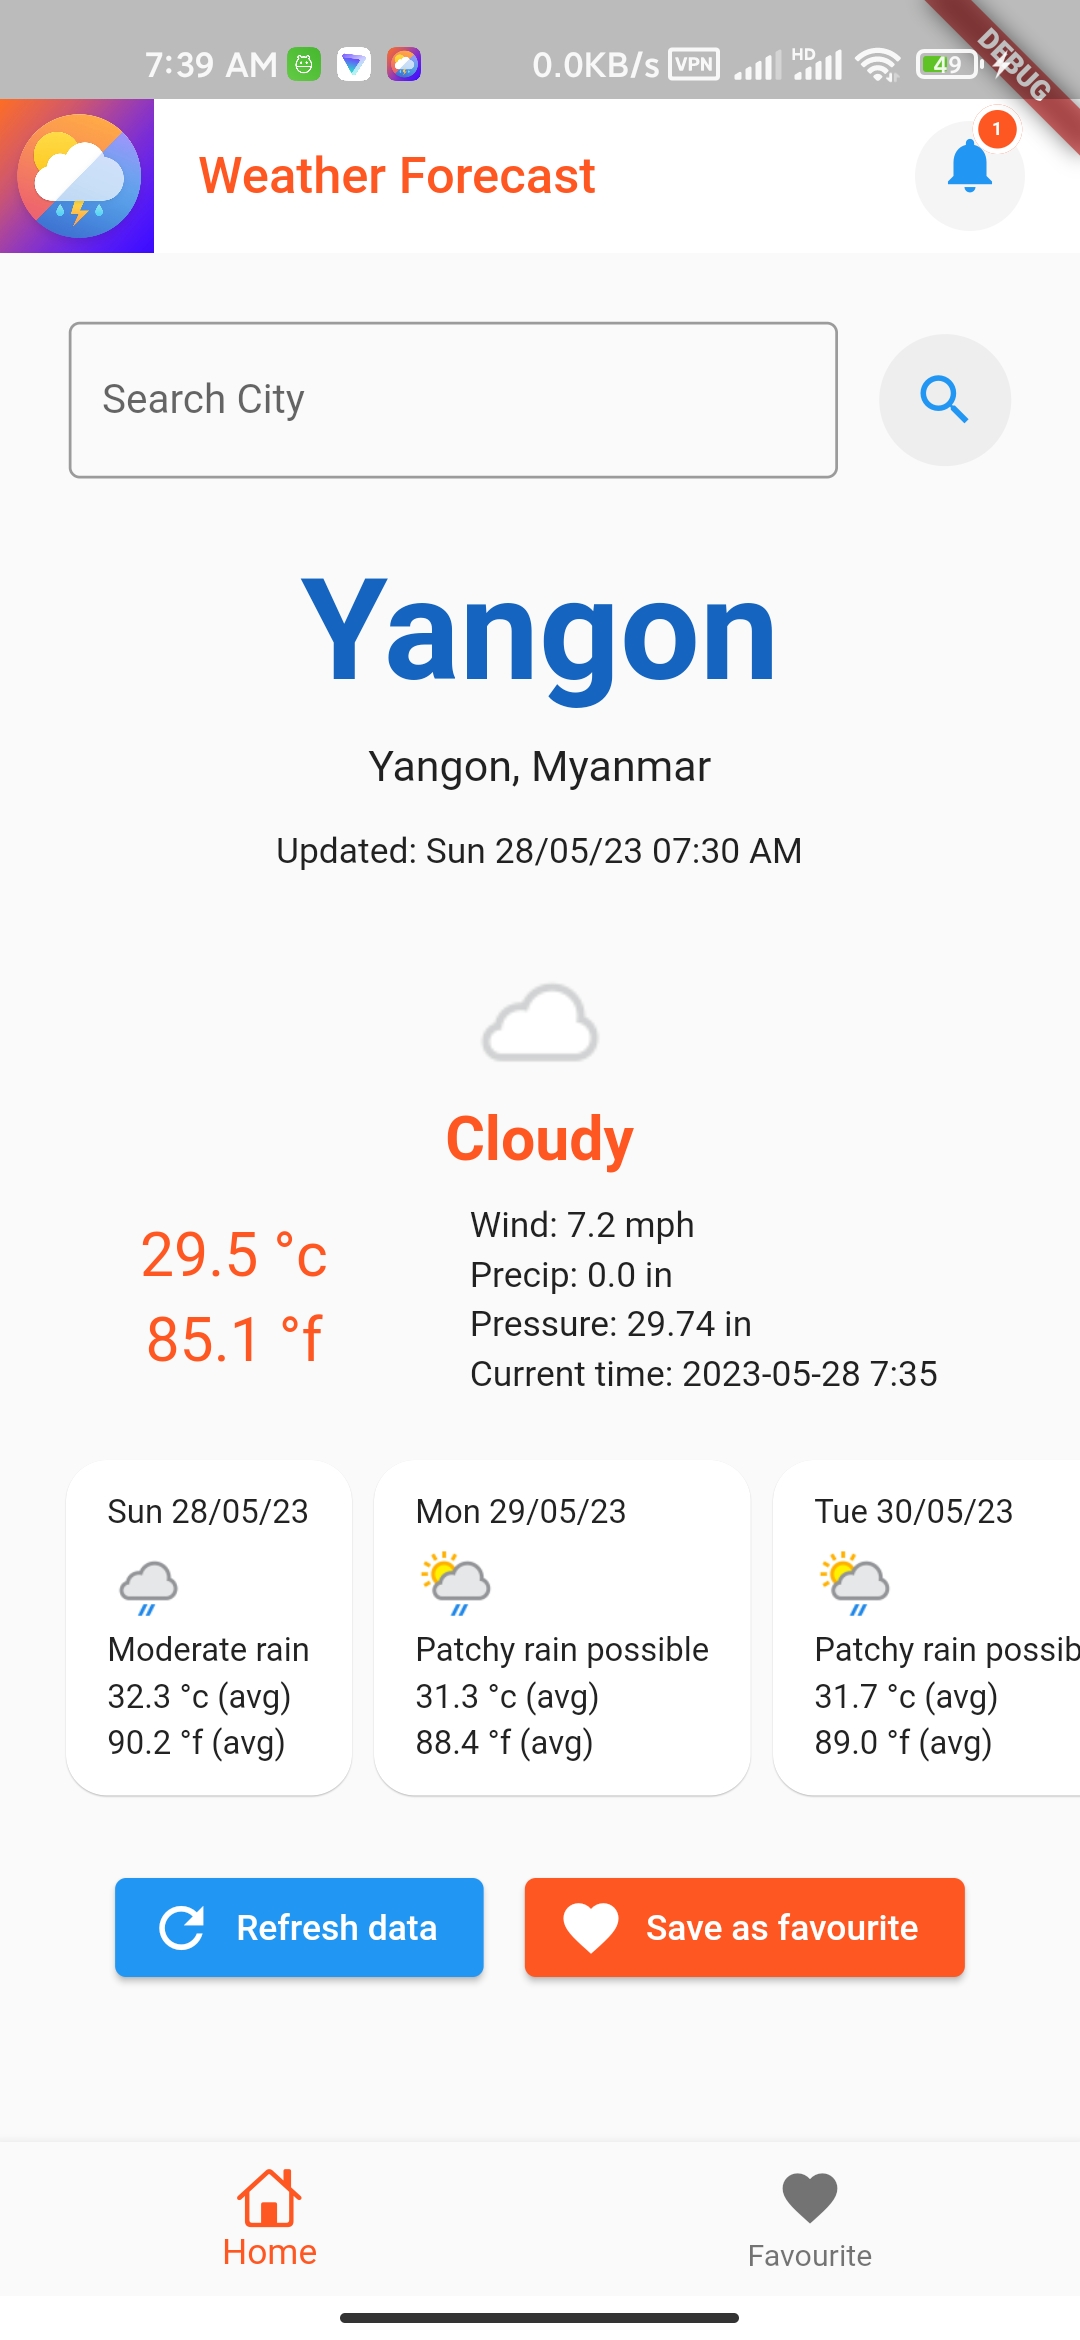 7:39 AM 0.0KB/s VPN HD 49
DEBUG
1
Weather Forecast
Search City
Yangon
Yangon, Myanmar
Updated: Sun 28/05/23 07:30 AM
Cloudy
29.5 °c
85.1 °f
Wind: 7.2 mph
Precip: 0.0 in
Pressure: 29.74 in
Current time: 2023-05-28 7:35
Sun 28/05/23
Moderate rain
32.3 °c (avg)
90.2 °f (avg)
Mon 29/05/23
Patchy rain possible
31.3 °c (avg)
88.4 °f (avg)
Tue 30/05/23
Patchy rain possib
31.7 °c (avg)
89.0 °f (avg)
Refresh data
Save as favourite
Home
Favourite